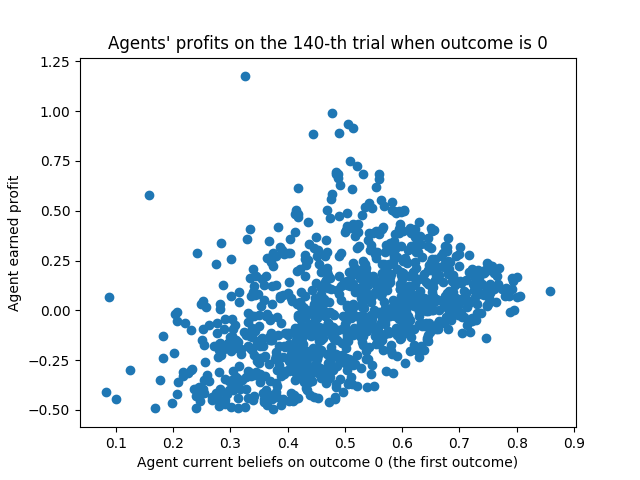 Agents' profits on the 140-th trial when outcome is 0
1.25
1.00
0.75
0.50
0.25
0.00
−0.25
−0.50
Agent earned profit
0.1 0.2 0.3 0.4 0.5 0.6 0.7 0.8 0.9
Agent current beliefs on outcome 0 (the first outcome)